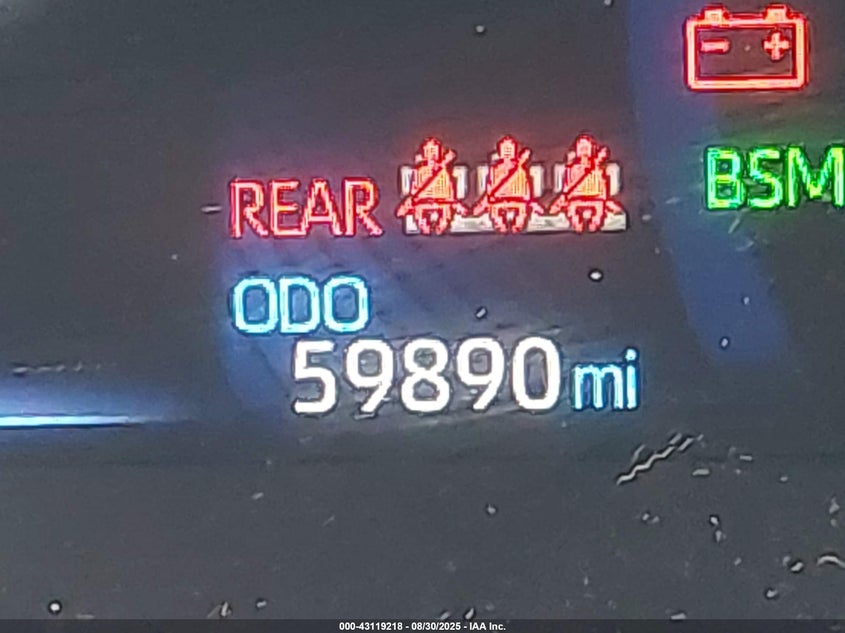 REAR
BSM
ODO
59890 mi
000-43119218 - 08/30/2025 - IAA Inc.